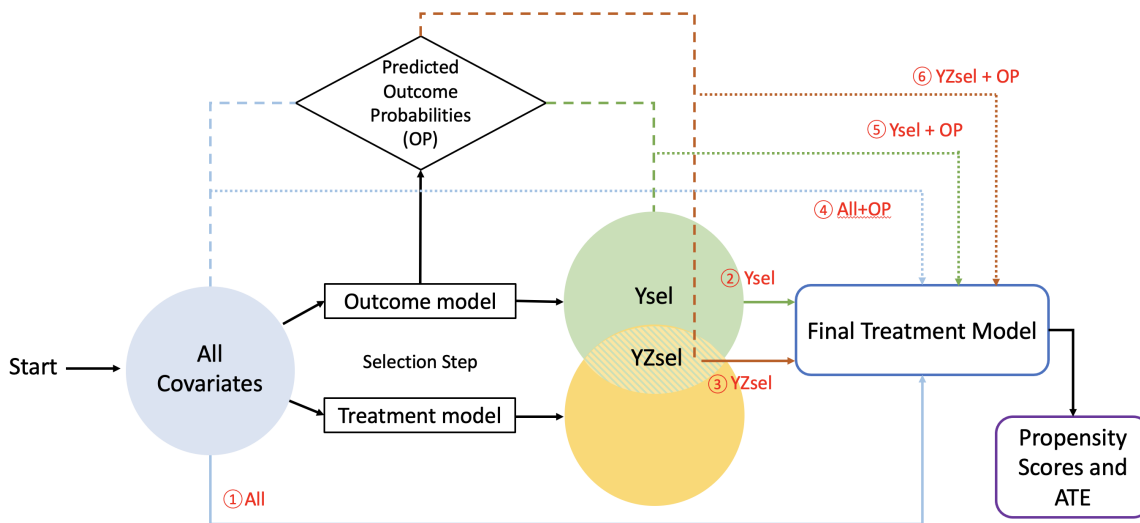 Predicted
Outcome
Probabilities
(OP)
⑥ YZsel + OP
⑤ Ysel + OP
④ All+OP
② Ysel
Outcome model
Ysel
Final Treatment Model
Start
All
Covariates
Selection Step
YZsel
③ YZsel
Treatment model
Propensity
Scores and
ATE
① All